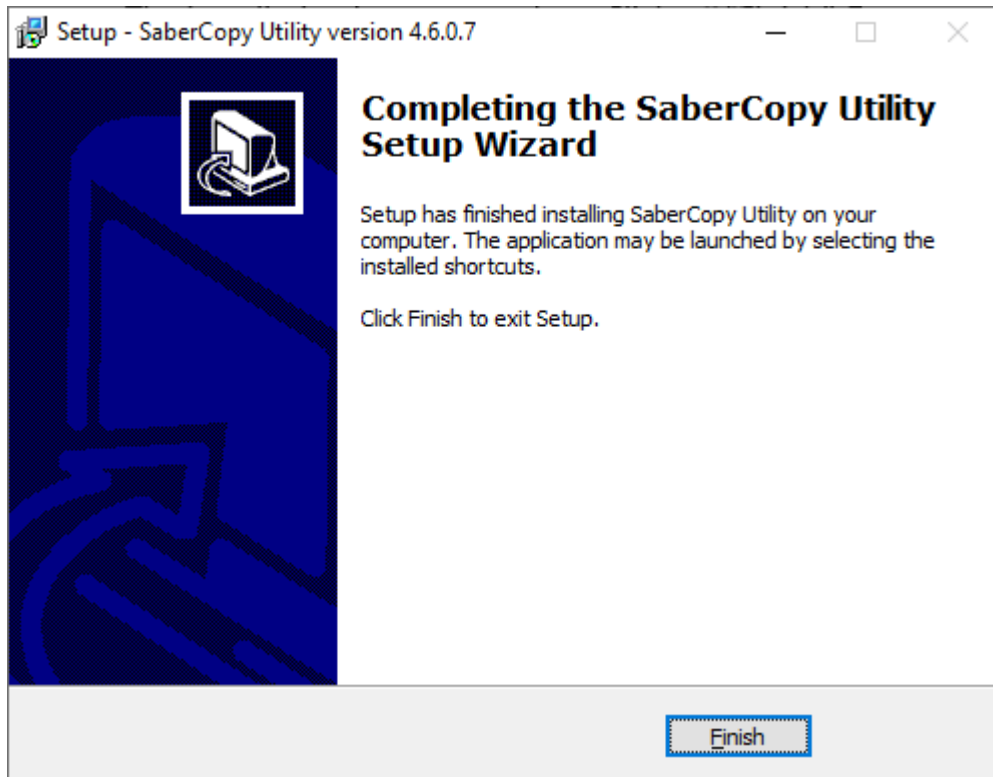 Setup - SaberCopy Utility version 4.6.0.7
Completing the SaberCopy Utility
Setup Wizard
Setup has finished installing SaberCopy Utility on your
computer. The application may be launched by selecting the
installed shortcuts.
Click Finish to exit Setup.
Finish